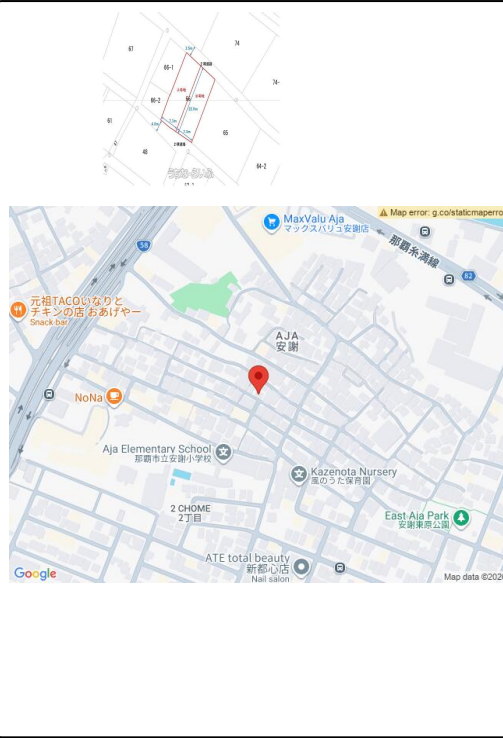 67
74
66-1
74-
66-2
66
61
65
48
64-2
MaxValu Aja
マックスバリュ安謝店
Map error: g.co/staticmaperro
58
那覇糸満線
82
元祖TACOいなりと
チキンの店 おあげやー
Snack bar
AJA
安謝
NoNa
Aja Elementary School
那覇市立安謝小学校
Kazenota Nursery
風のうた保育園
2 CHOME
2丁目
East Aja Park
安謝東原公園
ATE total beauty
新都心店
Nail salon
Google
Map data ©2026